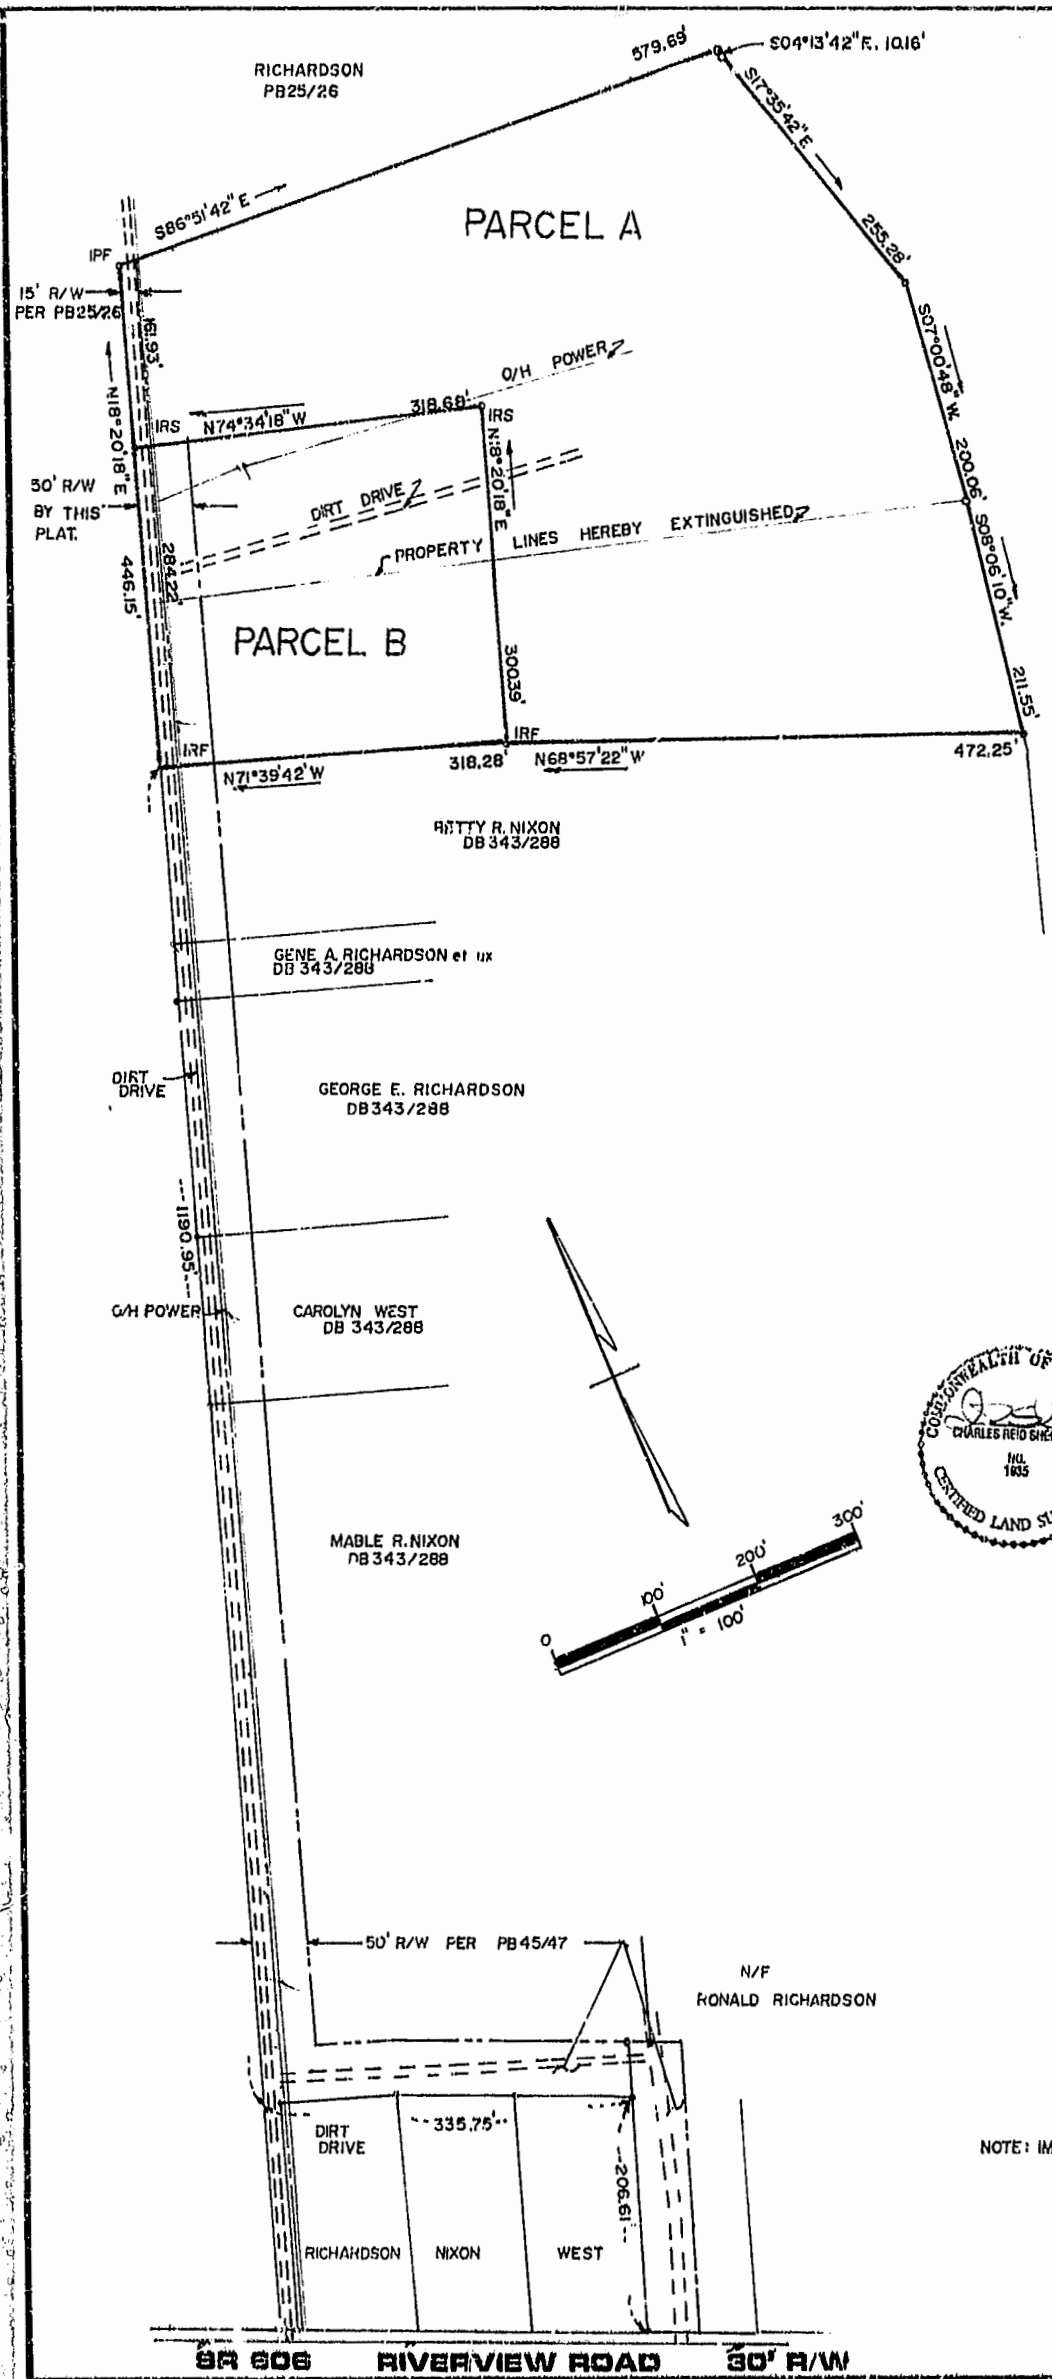 RICHARDSON
PB25/26
579.69'
S04°13'42"E. 10.16'
S17°35'42"E
S86°51'42"E
PARCEL A
255.28'
IPF
15' R/W
PER PB25/26
161.93'
S07°00'48"W.
O/H POWER
318.68'
IRS
N74°34'18"W
IRS
N18°20'18"E
N18°20'18"E
50' R/W
BY THIS
PLAT.
DIRT DRIVE
200.06'
PROPERTY LINES HEREBY EXTINGUISHED
S08°06'10"W.
446.15'
284.22'
PARCEL B
300.39'
211.55'
IRF
IRF
N71°39'42"W
318.28'
N68°57'22"W
472.25'
BETTY R. NIXON
DB 343/288
GENE A. RICHARDSON et ux
DB 343/288
DIRT
DRIVE
GEORGE E. RICHARDSON
DB343/288
---1190.95'---
O/H POWER
CAROLYN WEST
DB 343/288
COMMONWEALTH OF
CHARLES REID
NO.
1935
CERTIFIED LAND
MABLE R. NIXON
DB343/288
0 100' 200' 300'
1" = 100'
50' R/W PER PB45/47
N/F
RONALD RICHARDSON
DIRT
DRIVE
--335.75'--
--206.61'--
NOTE: IM
RICHARDSON NIXON WEST
SR 606 RIVERVIEW ROAD 30' R/W